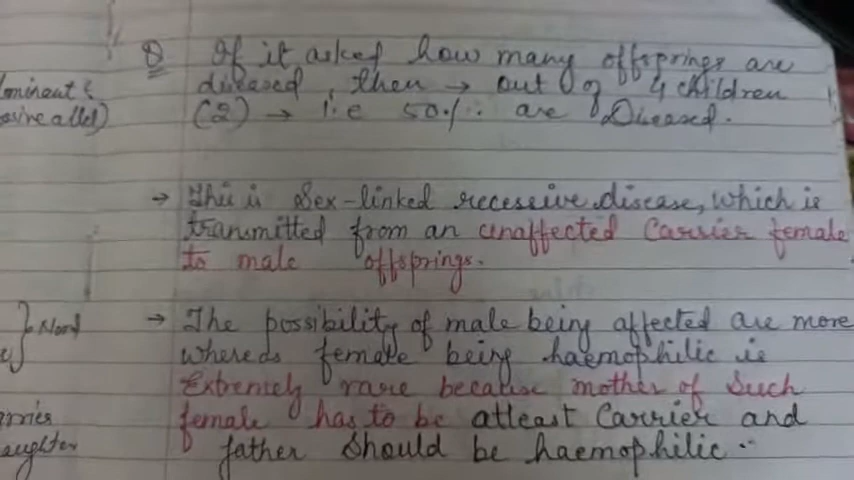 Q If it asked how many offsprings are
diseased, then → out of 4 children
(2) → i.e 50% are Diseased.
→ This is Sex-linked recessive disease, which is
transmitted from an unaffected Carrier female
to male offsprings.
→ The possibility of male being affected are more
whereas female being haemophilic is
Extremely rare because mother of Such
female has to be atleast Carrier and
father should be haemophilic